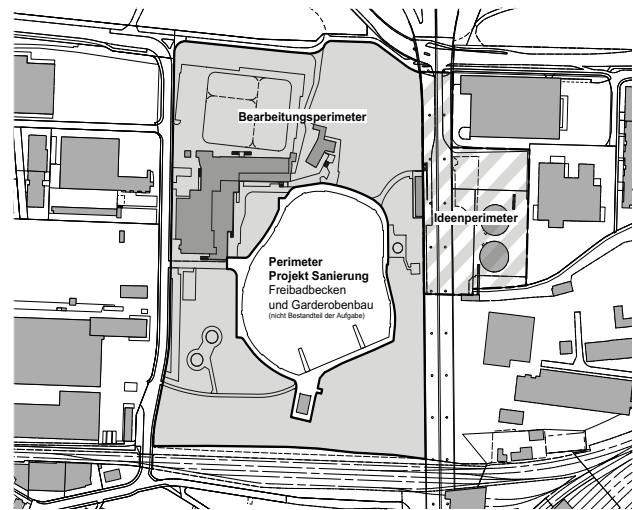 Bearbeitungsperimeter
Ideenperimeter
Perimeter
Projekt Sanierung
Freibadbecken
und Garderobenbau
(nicht Bestandteil der Aufgabe)